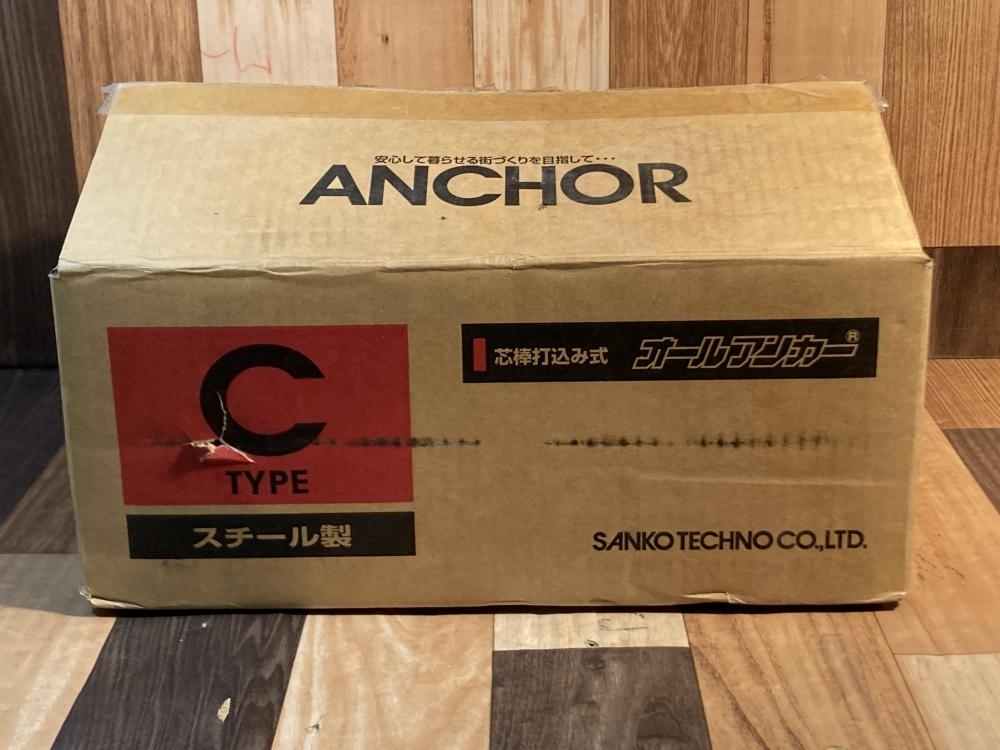 安心して暮らせる街づくりを目指して･･･
ANCHOR
芯棒打込み式 オールアンカー®
C
TYPE
スチール製
SANKO TECHNO CO.,LTD.